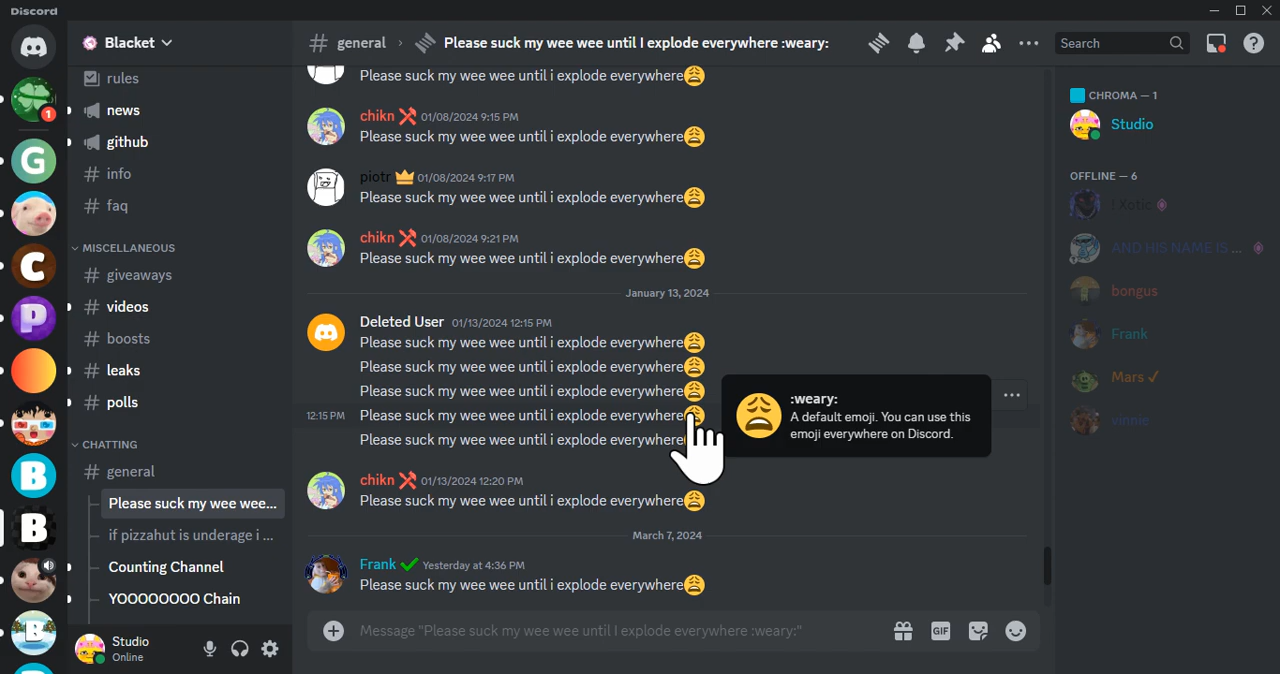 Discord
Blacket
rules
news
github
info
faq
MISCELLANEOUS
giveaways
videos
boosts
leaks
polls
CHATTING
general
Please suck my wee wee...
if pizzahut is underage i ...
Counting Channel
YOOOOOOOO Chain
Studio
Online
1
G
C
P
B
B
B
general
Please suck my wee wee until I explode everywhere :weary:
Search
Please suck my wee wee until i explode everywhere😩
chikn 01/08/2024 9:15 PM
Please suck my wee wee until i explode everywhere😩
piotr 01/08/2024 9:17 PM
Please suck my wee wee until i explode everywhere😩
chikn 01/08/2024 9:21 PM
Please suck my wee wee until i explode everywhere😩
January 13, 2024
Deleted User 01/13/2024 12:15 PM
Please suck my wee wee until i explode everywhere😩
Please suck my wee wee until i explode everywhere😩
Please suck my wee wee until i explode everywhere😩
12:15 PM Please suck my wee wee until i explode everywhere😩
Please suck my wee wee until i explode everywhere
:weary:
A default emoji. You can use this
emoji everywhere on Discord.
chikn 01/13/2024 12:20 PM
Please suck my wee wee until i explode everywhere😩
March 7, 2024
Frank Yesterday at 4:36 PM
Please suck my wee wee until i explode everywhere😩
Message "Please suck my wee wee until I explode everywhere :weary:"
GIF
CHROMA — 1
Studio
OFFLINE — 6
! Xotic
AND HIS NAME IS ...
bongus
Frank
Mars ✓
vinnie